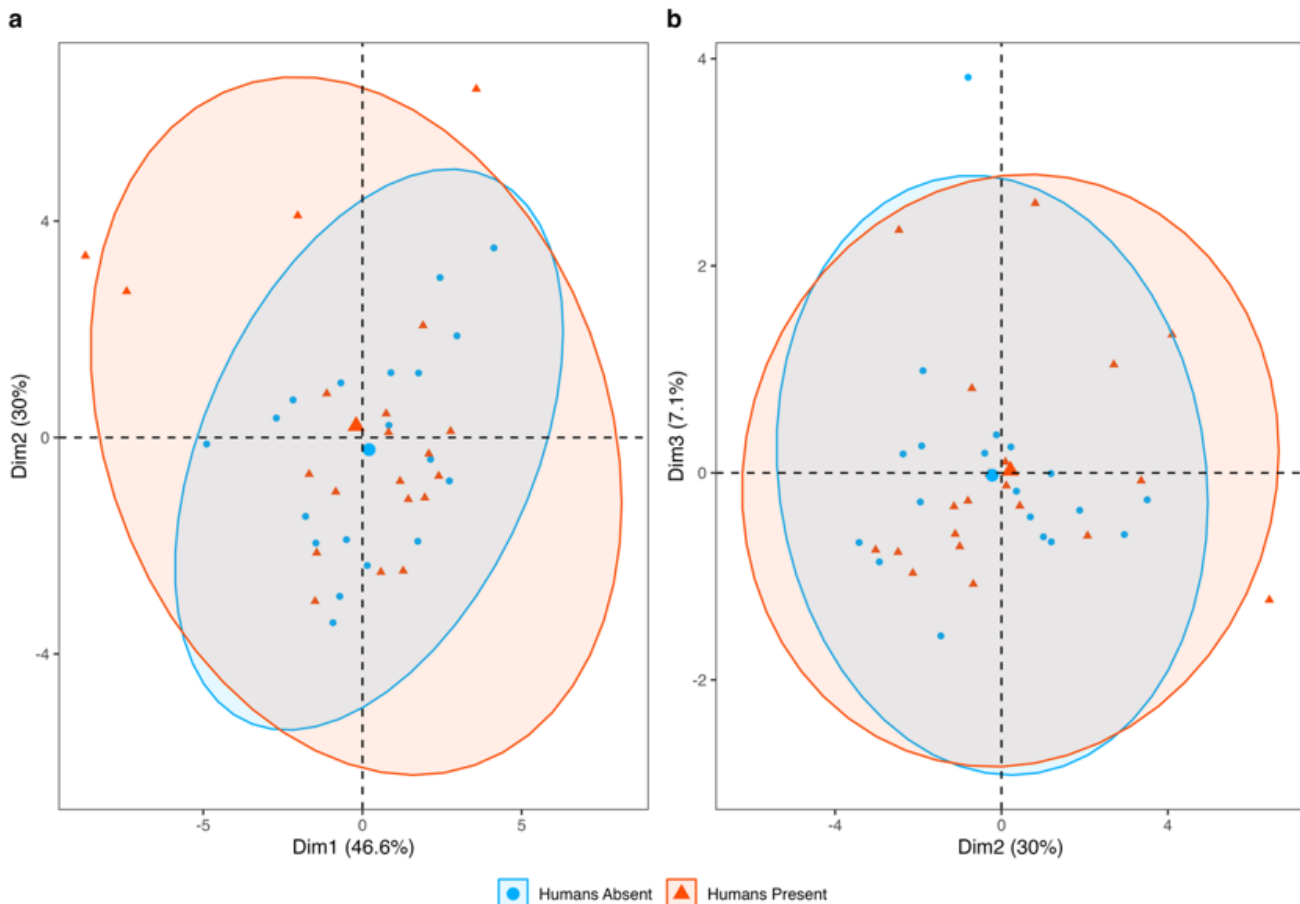 a
b
4
0
-4
Dim2 (30%)
-5
0
5
Dim1 (46.6%)
4
2
0
-2
Dim3 (7.1%)
-4
0
4
Dim2 (30%)
Humans Absent
Humans Present